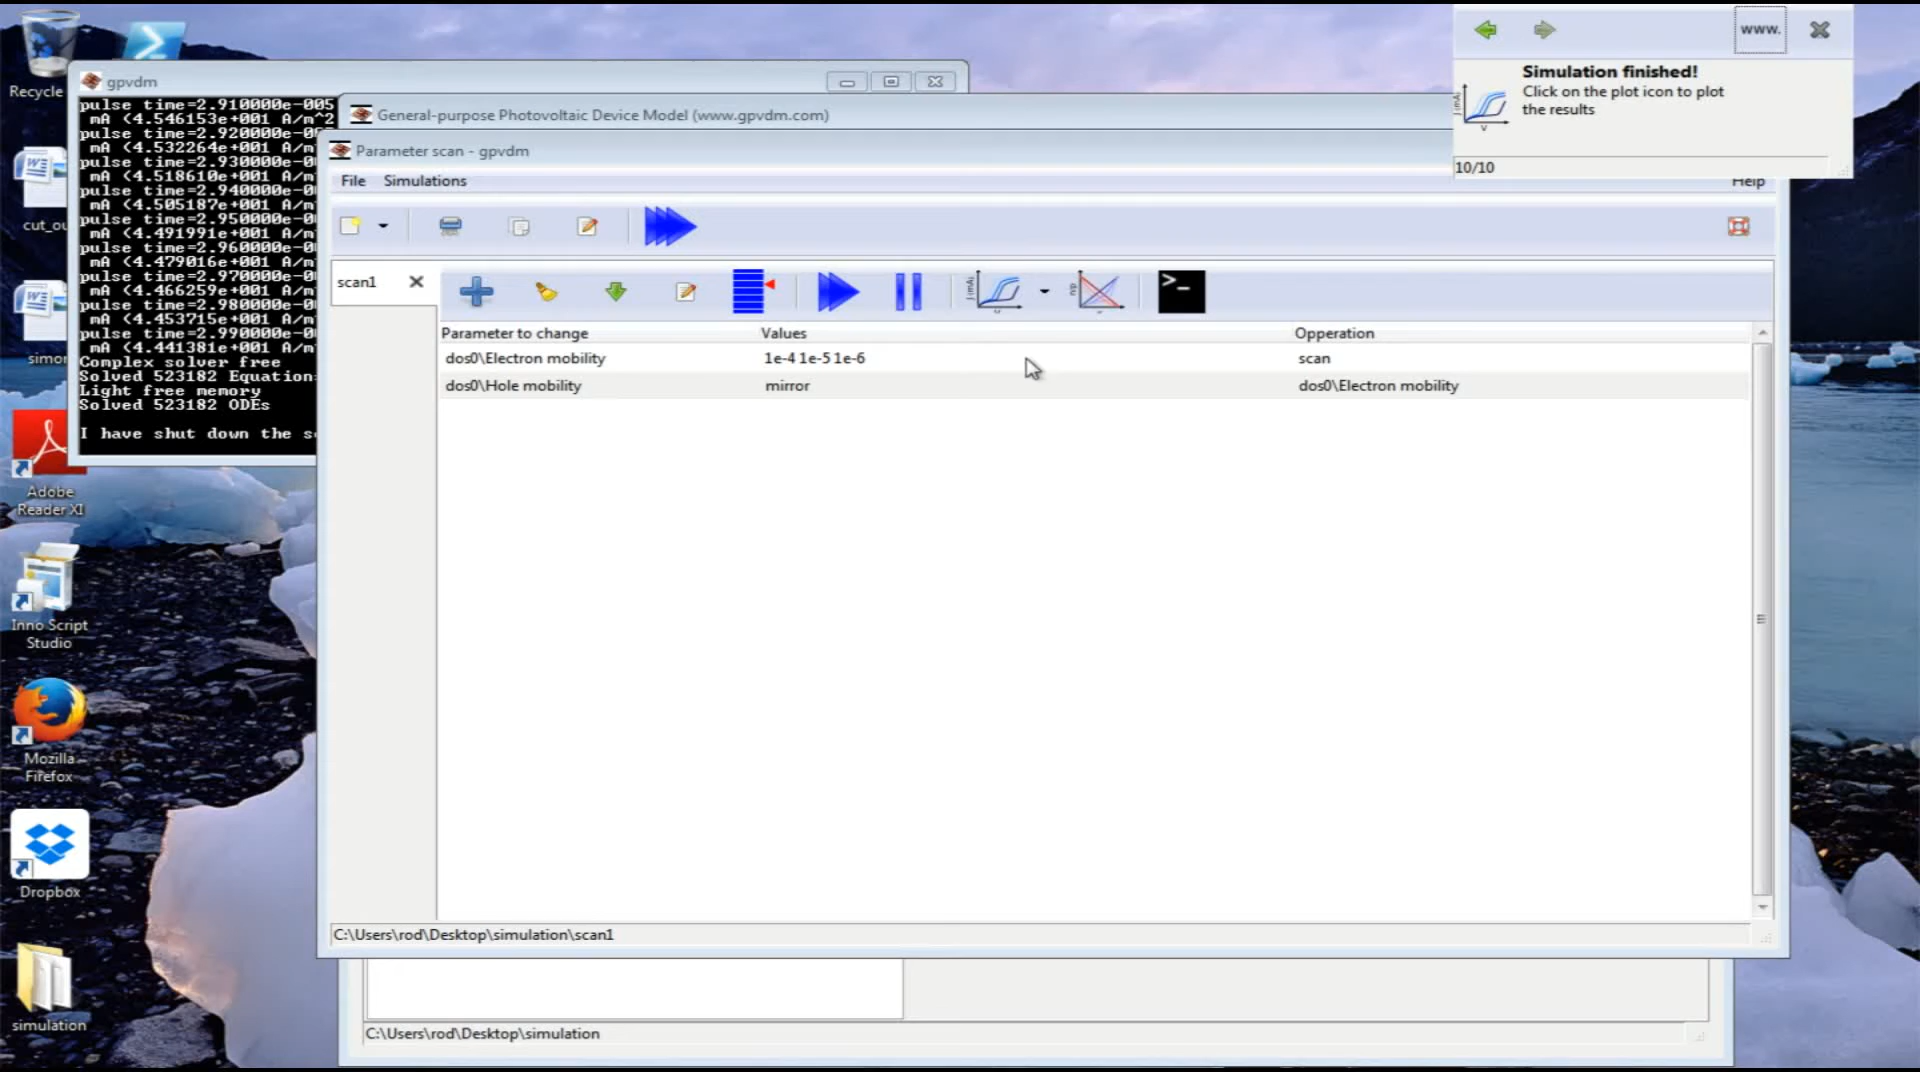 Recycle
cut_ou
simon
Adobe
Reader XI
Inno Script
Studio
Mozilla
Firefox
Dropbox
simulation
gpvdm
pulse time=2.910000e-005
mA (4.546153e+001 A/m^2
pulse time=2.920000e-00
mA (4.532264e+001 A/m
pulse time=2.930000e-0
mA (4.518610e+001 A/m
pulse time=2.940000e-0
mA (4.505187e+001 A/m
pulse time=2.950000e-0
mA (4.491991e+001 A/m
pulse time=2.960000e-0
mA (4.479016e+001 A/m
pulse time=2.970000e-0
mA (4.466259e+001 A/m
pulse time=2.980000e-0
mA (4.453715e+001 A/m
pulse time=2.990000e-0
mA (4.441381e+001 A/m
Complex solver free
Solved 523182 Equation
Light free memory
Solved 523182 ODEs
I have shut down the s
General-purpose Photovoltaic Device Model (www.gpvdm.com)
Parameter scan - gpvdm
File Simulations Help
scan1
Parameter to change Values Opperation
dos0\Electron mobility 1e-4 1e-5 1e-6 scan
dos0\Hole mobility mirror dos0\Electron mobility
C:\Users\rod\Desktop\simulation\scan1
C:\Users\rod\Desktop\simulation
www.
Simulation finished!
Click on the plot icon to plot
the results
10/10